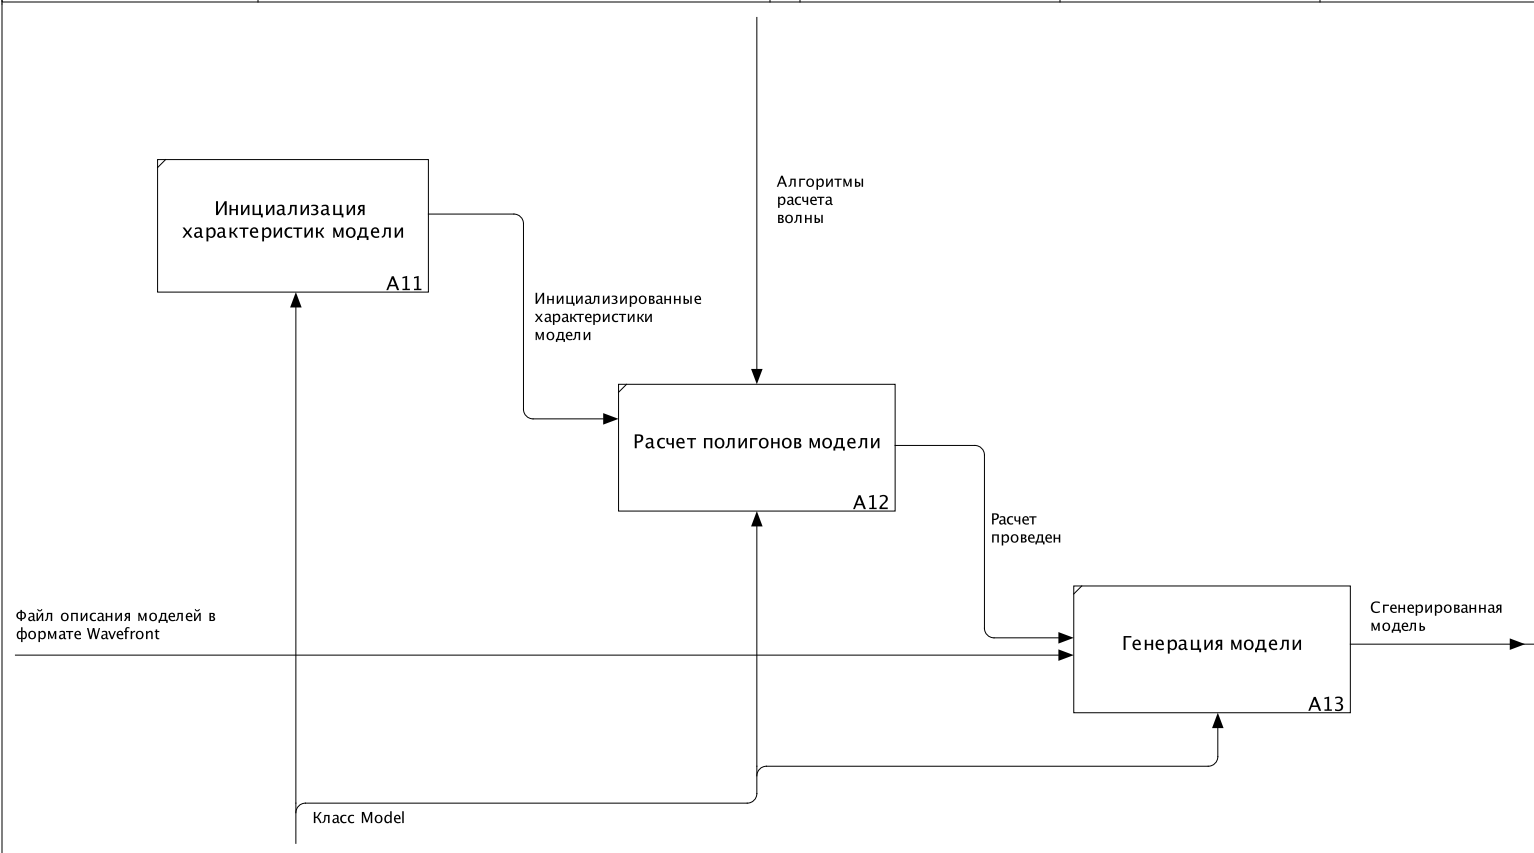 Алгоритмы
расчета
волны
Инициализация
характеристик модели
A11
Инициализированные
характеристики
модели
Расчет полигонов модели
A12
Расчет
проведен
Файл описания моделей в
формате Wavefront
Сгенерированная
модель
Генерация модели
A13
Класс Model